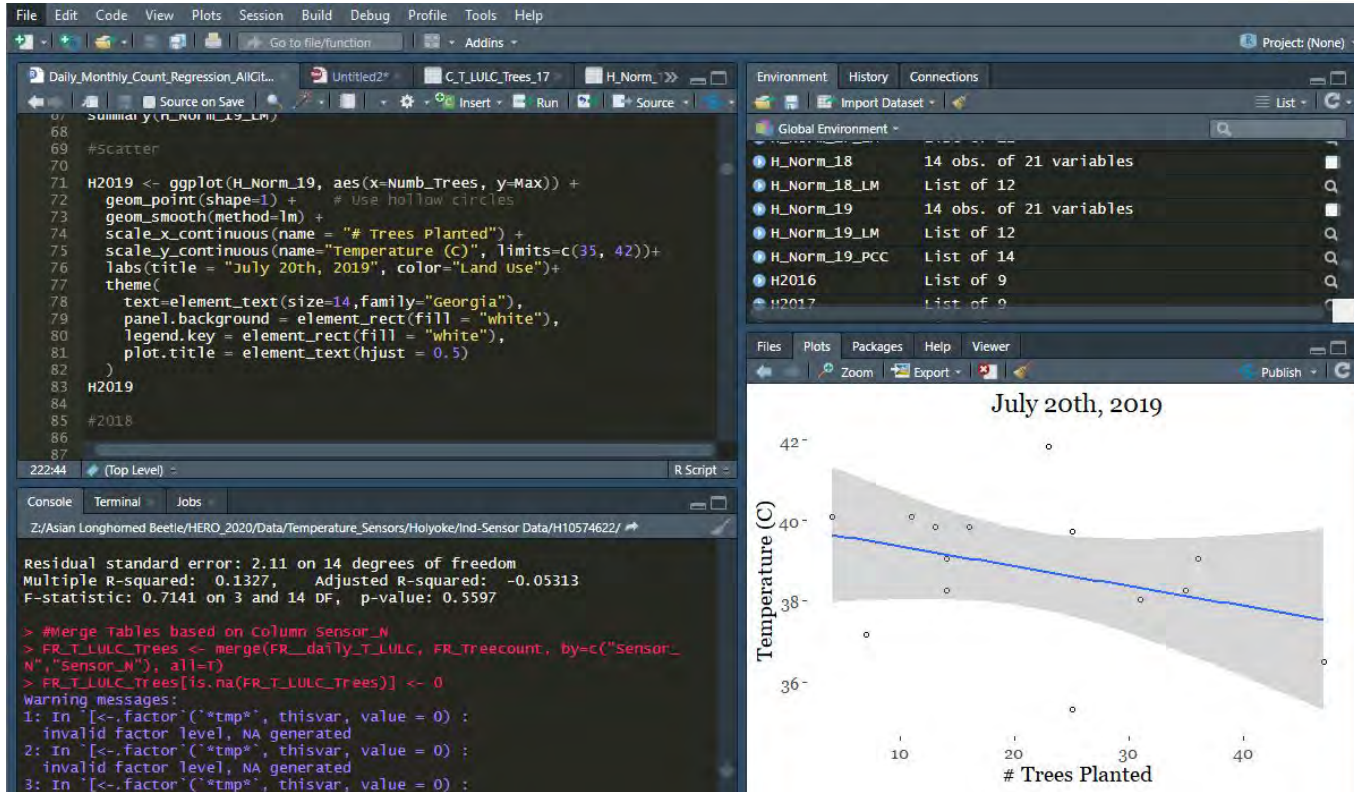 File Edit Code View Plots Session Build Debug Profile Tools Help
Go to file/function Addins
Project: (None)
Daily_Monthly_Count_Regression_AllCit... Untitled2* C_T_LULC_Trees_17 H_Norm_1
Source on Save Insert Run Source
67 summary(H_Norm_19_LM)
68
69 #Scatter
70
71 H2019 <- ggplot(H_Norm_19, aes(x=Numb_Trees, y=Max)) +
72 geom_point(shape=1) + # Use hollow circles
73 geom_smooth(method=lm) +
74 scale_x_continuous(name = "# Trees Planted") +
75 scale_y_continuous(name="Temperature (C)", limits=c(35, 42))+
76 labs(title = "July 20th, 2019", color="Land Use")+
77 theme(
78 text=element_text(size=14,family="Georgia"),
79 panel.background = element_rect(fill = "white"),
80 legend.key = element_rect(fill = "white"),
81 plot.title = element_text(hjust = 0.5)
82 )
83 H2019
84
85 #2018
86
87
222:44 (Top Level) R Script
Console Terminal Jobs
Z:/Asian Longhorned Beetle/HERO_2020/Data/Temperature_Sensors/Holyoke/Ind-Sensor Data/H10574622/
Residual standard error: 2.11 on 14 degrees of freedom
Multiple R-squared: 0.1327, Adjusted R-squared: -0.05313
F-statistic: 0.7141 on 3 and 14 DF, p-value: 0.5597
> #Merge Tables based on Column Sensor_N
> FR_T_LULC_Trees <- merge(FR__daily_T_LULC, FR_Treecount, by=c("Sensor_
N","Sensor_N"), all=T)
> FR_T_LULC_Trees[is.na(FR_T_LULC_Trees)] <- 0
Warning messages:
1: In `[<-.factor`(`*tmp*`, thisvar, value = 0) :
invalid factor level, NA generated
2: In `[<-.factor`(`*tmp*`, thisvar, value = 0) :
invalid factor level, NA generated
3: In `[<-.factor`(`*tmp*`, thisvar, value = 0) :
Environment History Connections
Import Dataset List
Global Environment
H_Norm_18 14 obs. of 21 variables
H_Norm_18_LM List of 12
H_Norm_19 14 obs. of 21 variables
H_Norm_19_LM List of 12
H_Norm_19_PCC List of 14
H2016 List of 9
H2017 List of 9
Files Plots Packages Help Viewer
Zoom Export Publish
July 20th, 2019
42
40
38
36
Temperature (C)
10 20 30 40
# Trees Planted